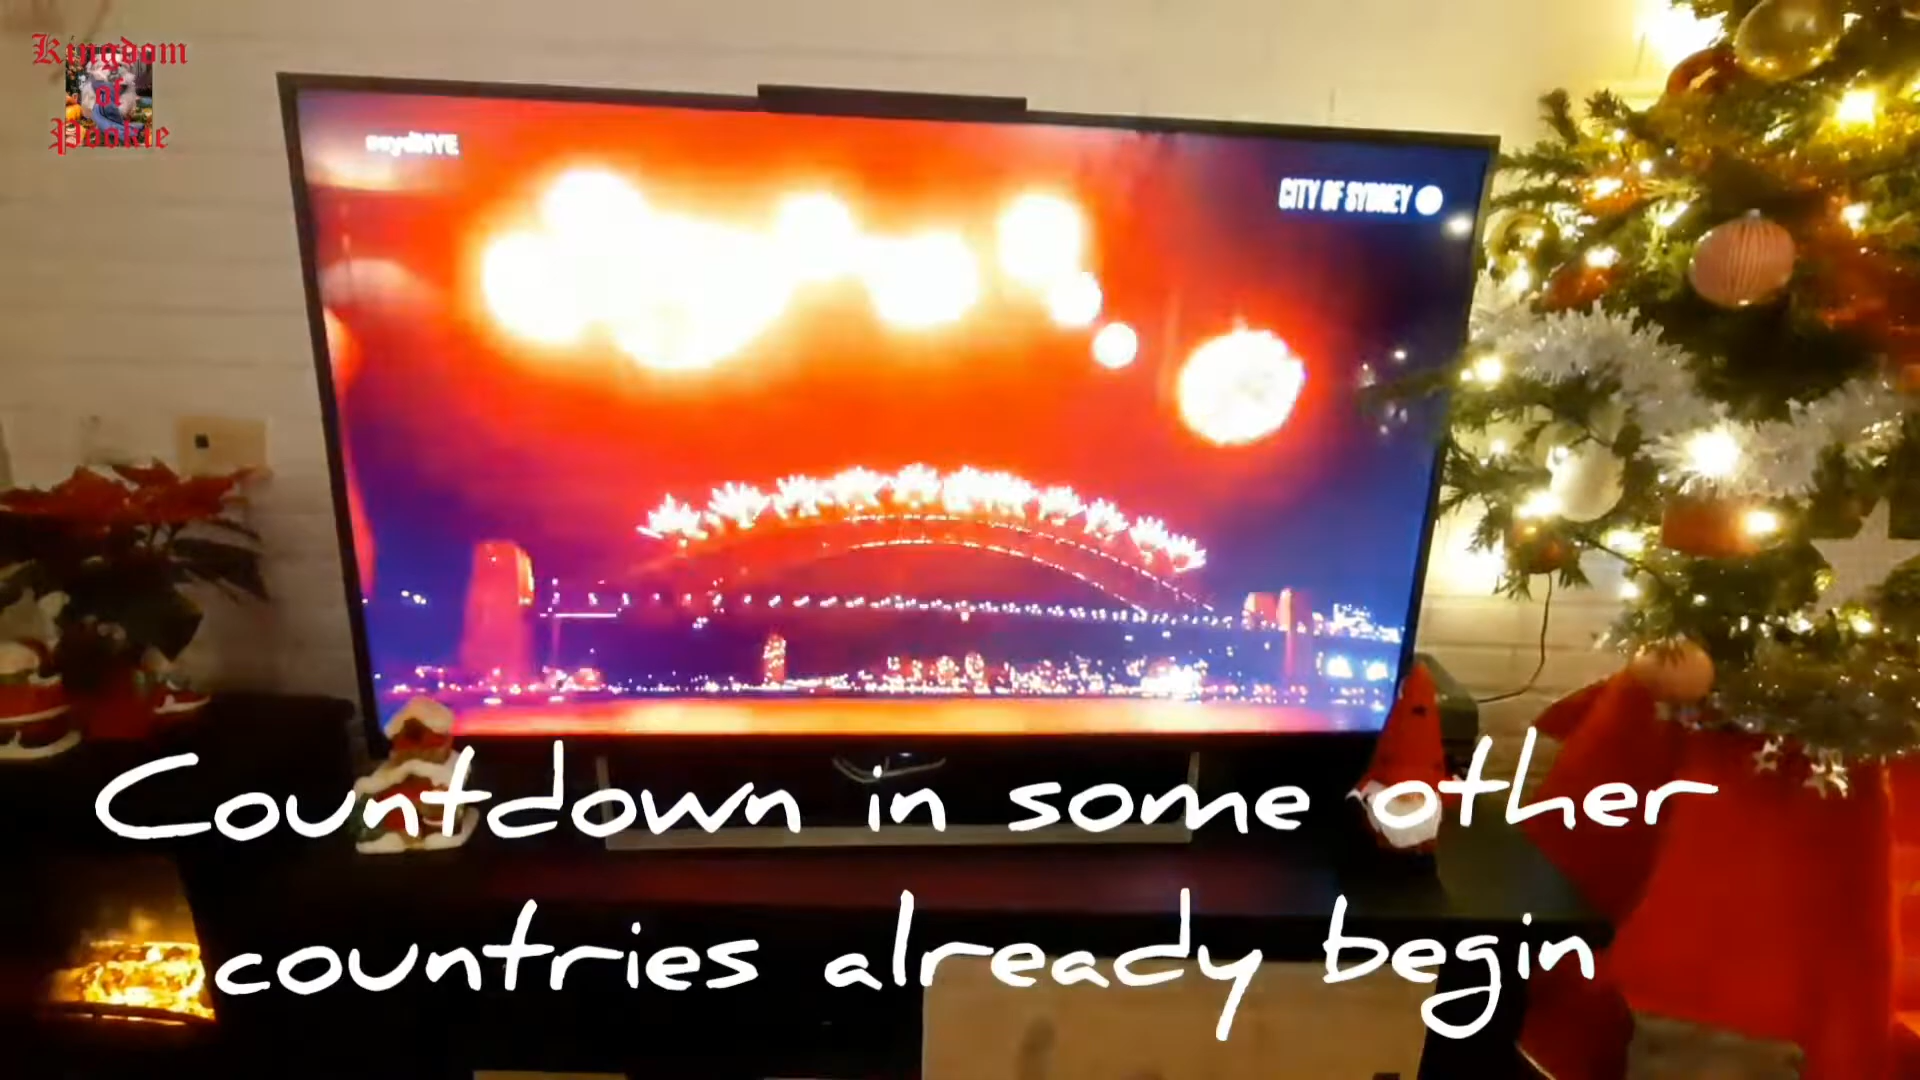 Kingdom
of
Pookie
CITY OF SYDNEY
Countdown in some other
countries already begin